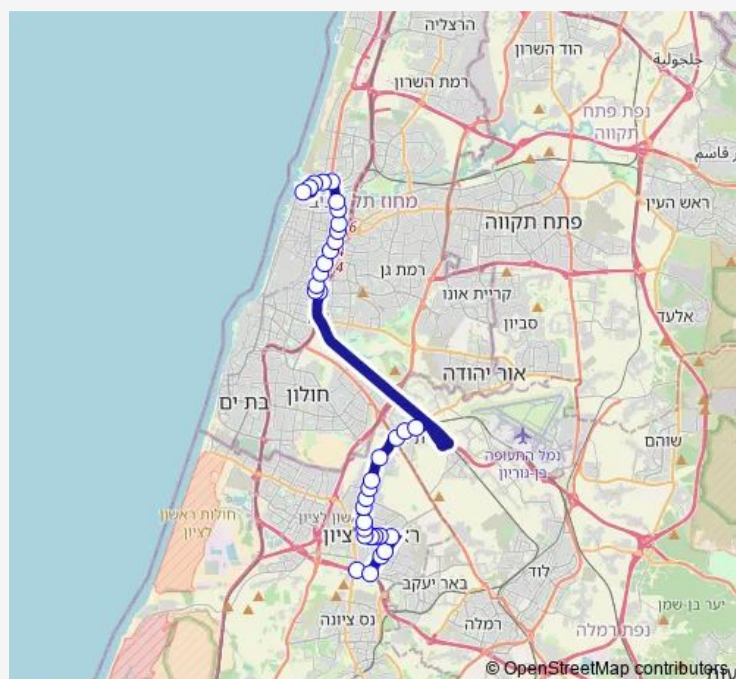 הרצליה
הוד השרון
ג'לג'וליה
רמת השרון
נפת פתח
תקווה
ראש העין
פתח תקווה
רמת גן
קריית אונו
סביון
אלעד
אור יהודה
חולון
בת ים
נמל התעופה
בן-גוריון
שוהם
חולות ראשון
לציון
באר יעקב
לוד
נס ציונה
רמלה
נפת רמלה
יער בן שמן
© OpenStreetMap contributors